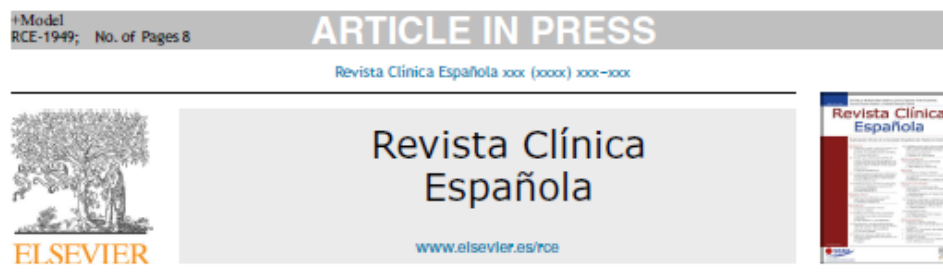 +Model
RCE-1949; No. of Pages 8
ARTICLE IN PRESS
Revista Clínica Española xxx (xxxx) xxx-xxx
Revista Clínica
Española
www.elsevier.es/rce
ELSEVIER
Revista Clínica
Española